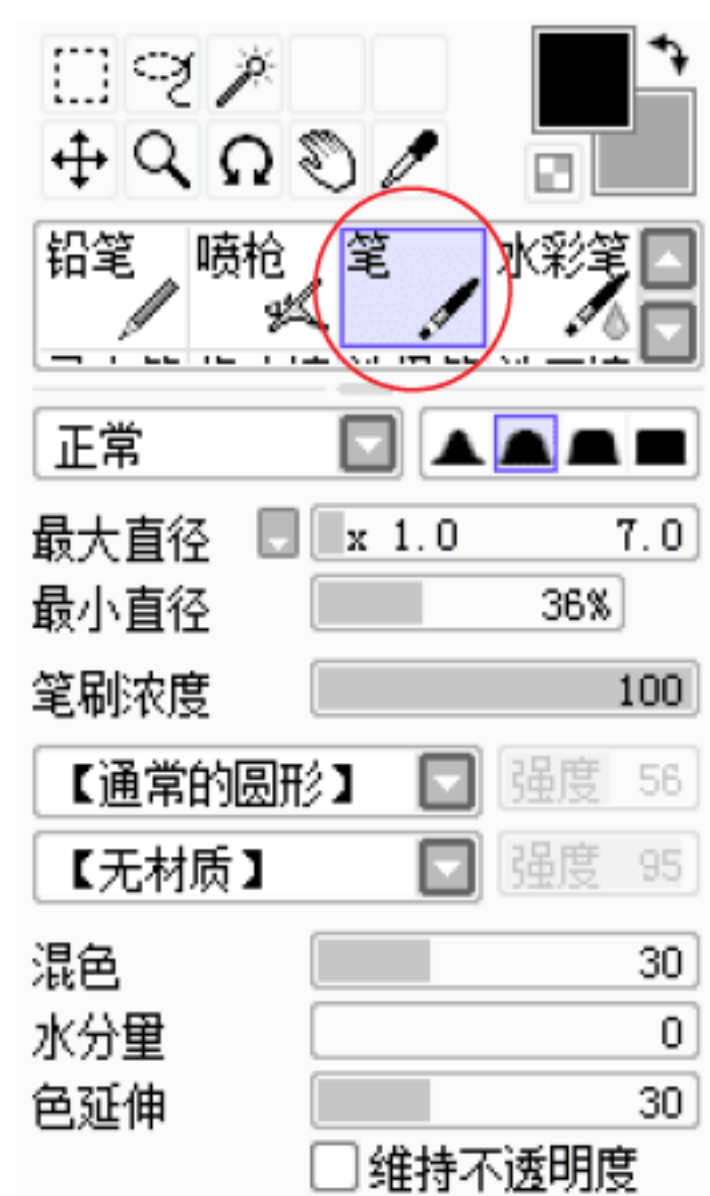 铅笔 喷枪 笔 水彩笔
正常
最大直径 x 1.0 7.0
最小直径 36%
笔刷浓度 100
【通常的圆形】 强度 56
【无材质】 强度 95
混色 30
水分量 0
色延伸 30
维持不透明度